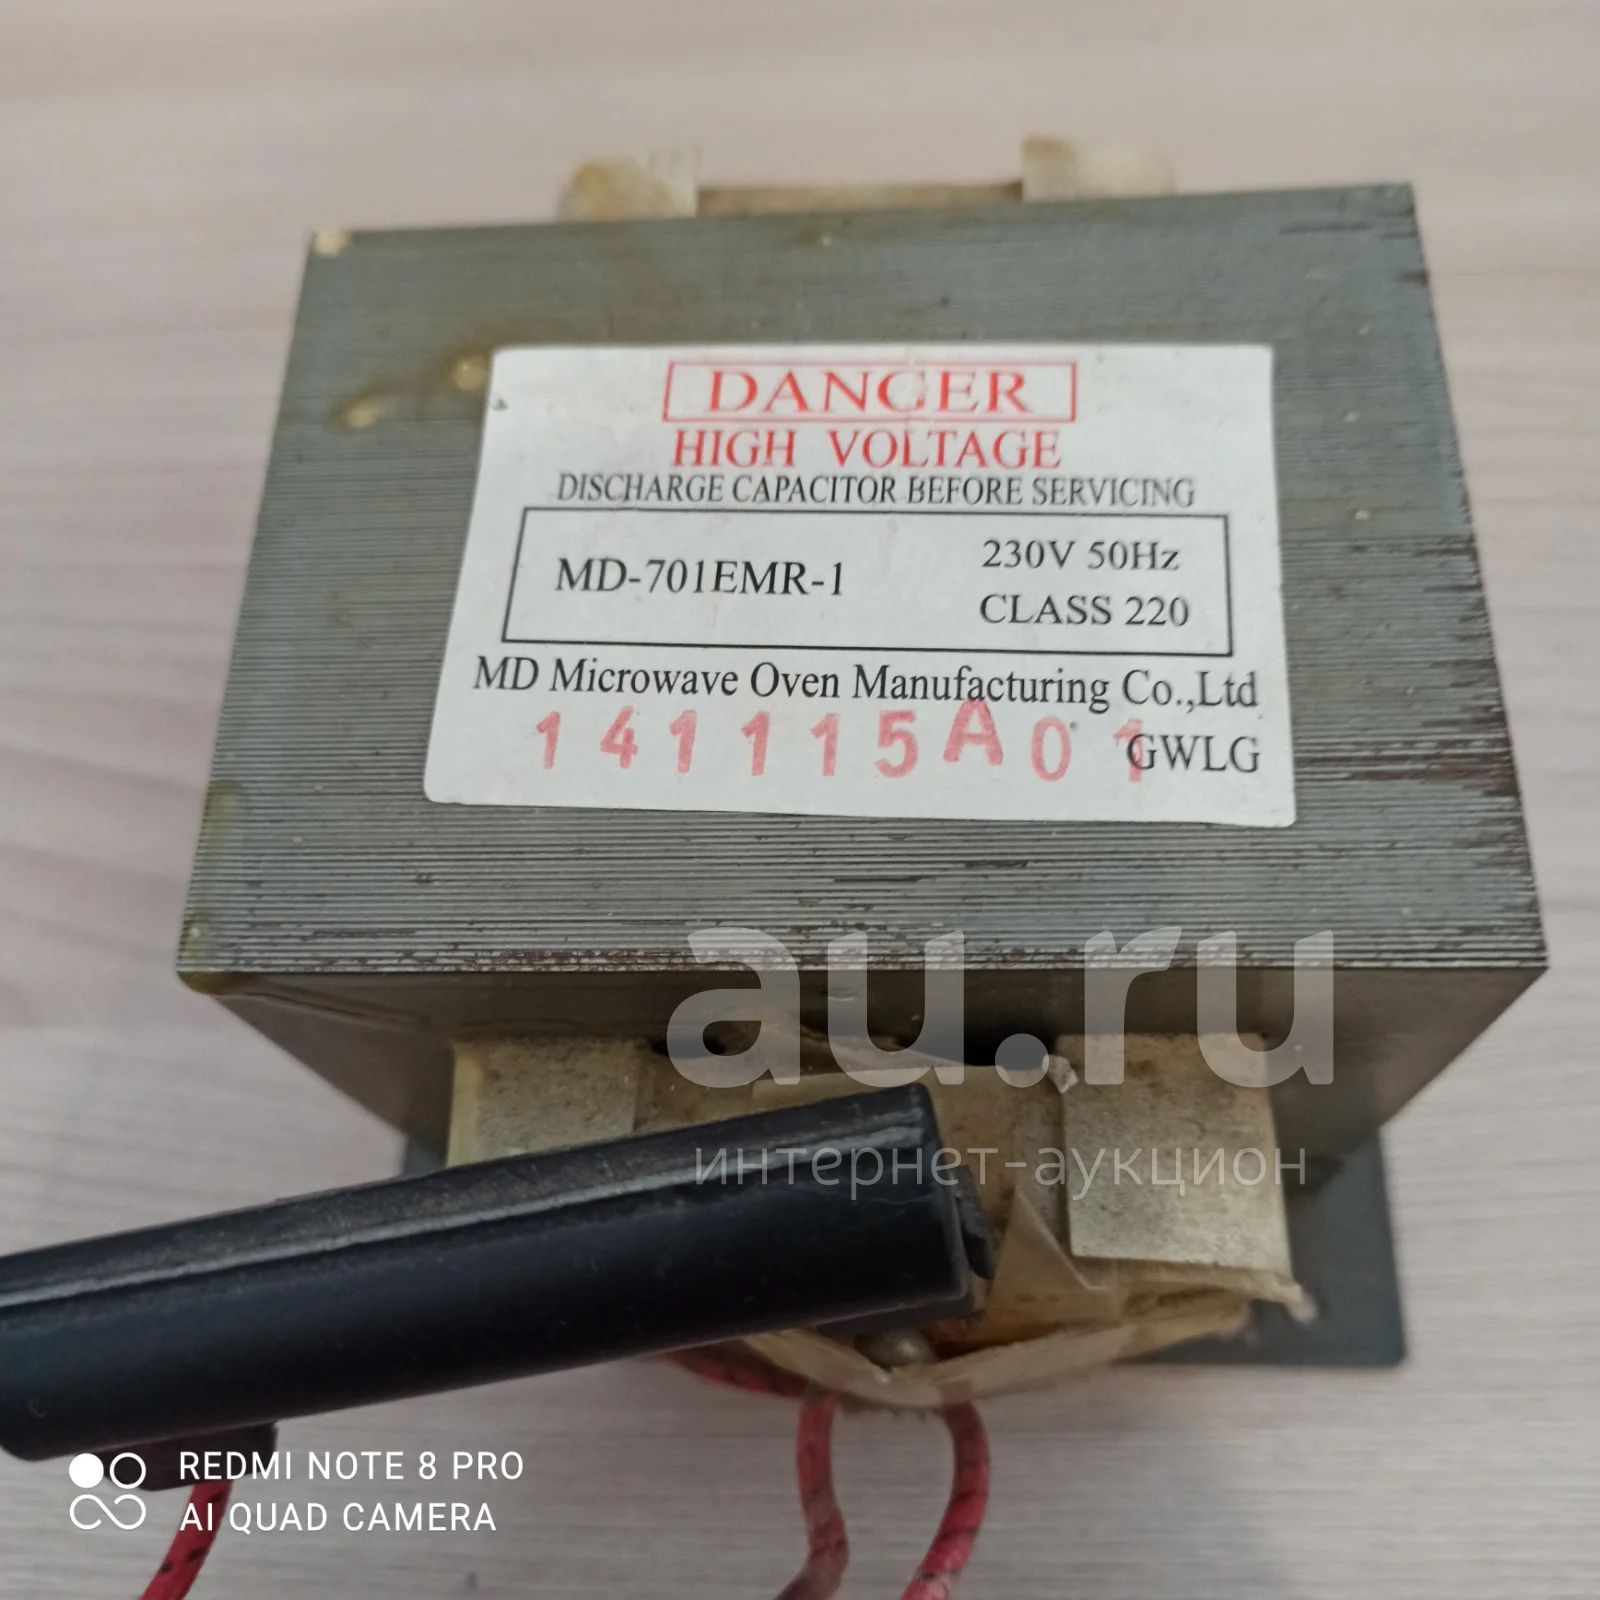 DANGER
HIGH VOLTAGE
DISCHARGE CAPACITOR BEFORE SERVICING
MD-701EMR-1
230V 50Hz
CLASS 220
MD Microwave Oven Manufacturing Co.,Ltd
141115A01
GWLG
au.ru
интернет-аукцион
REDMI NOTE 8 PRO
AI QUAD CAMERA